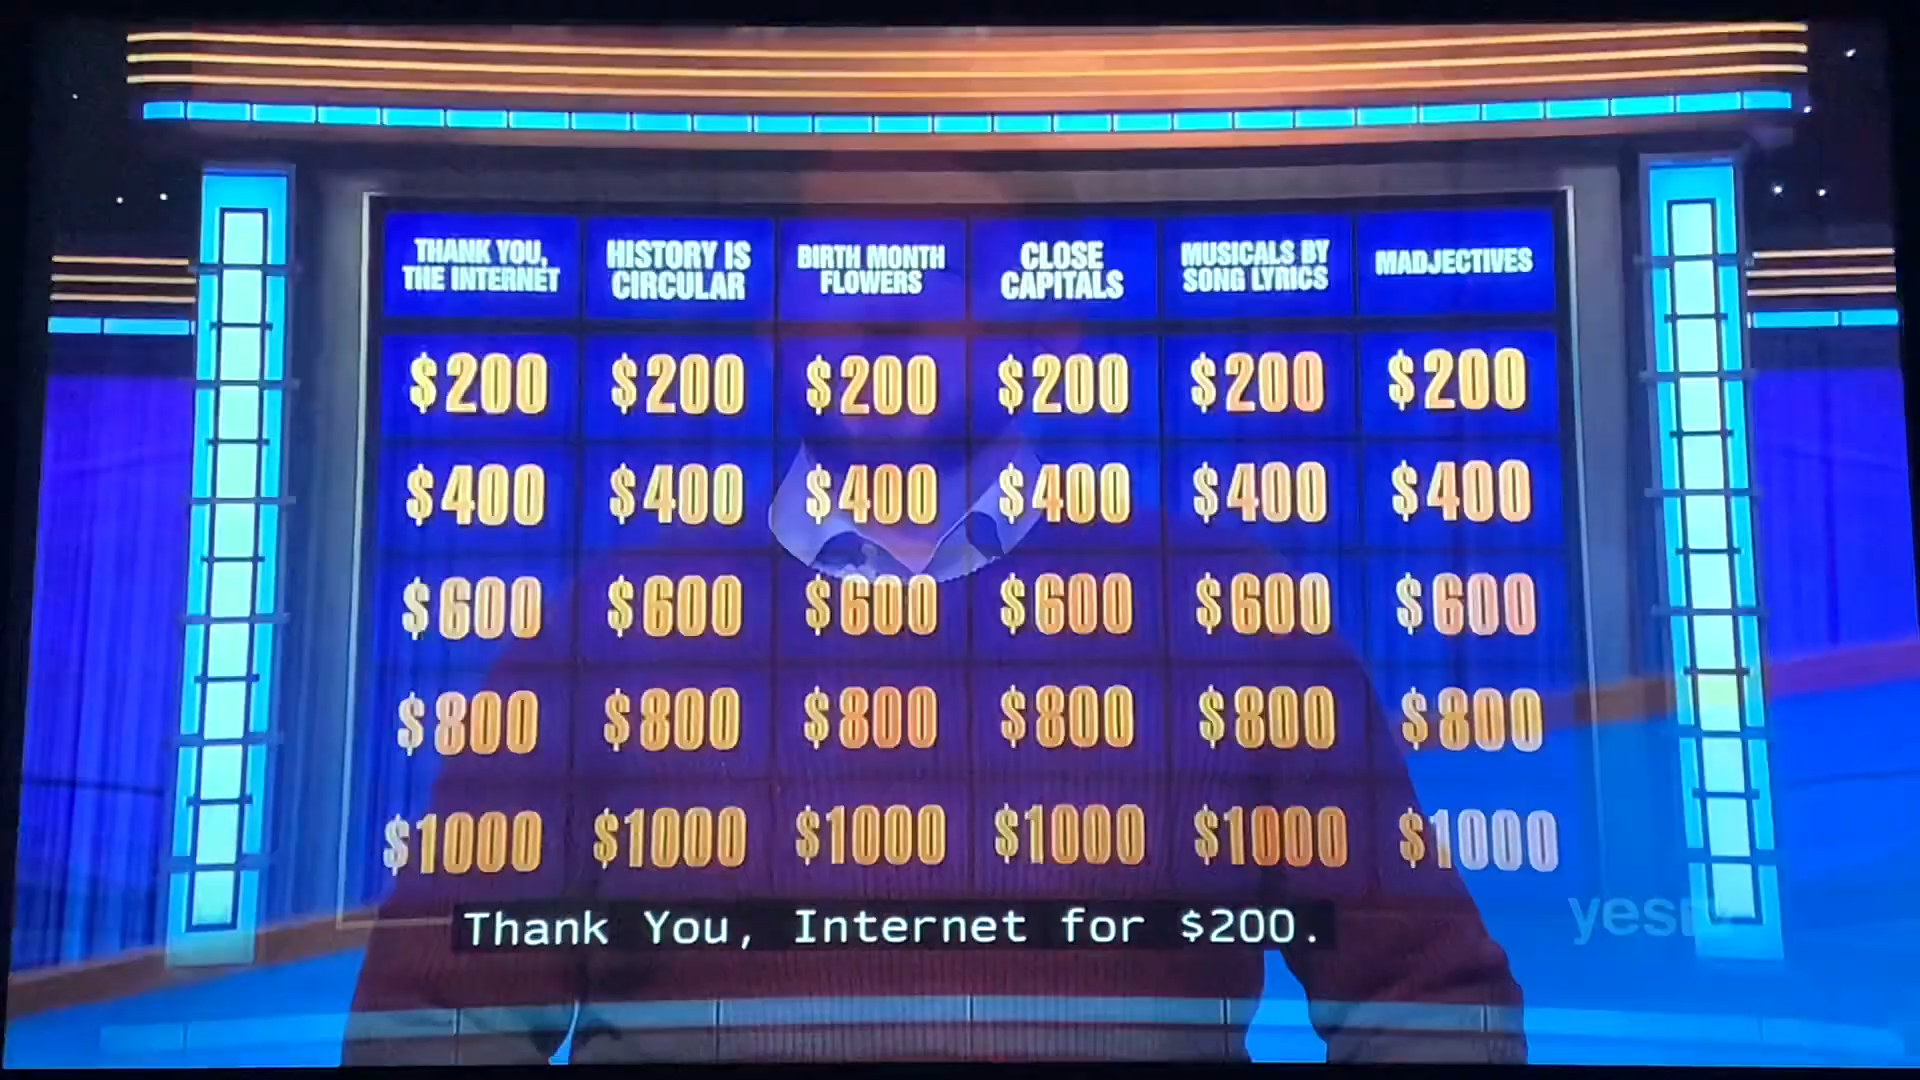 THANK YOU,
THE INTERNET
HISTORY IS
CIRCULAR
BIRTH MONTH
FLOWERS
CLOSE
CAPITALS
MUSICALS BY
SONG LYRICS
MADJECTIVES
$200 $200 $200 $200 $200 $200
$400 $400 $400 $400 $400 $400
$600 $600 $600 $600 $600 $600
$800 $800 $800 $800 $800 $800
$1000 $1000 $1000 $1000 $1000 $1000
Thank You, Internet for $200.